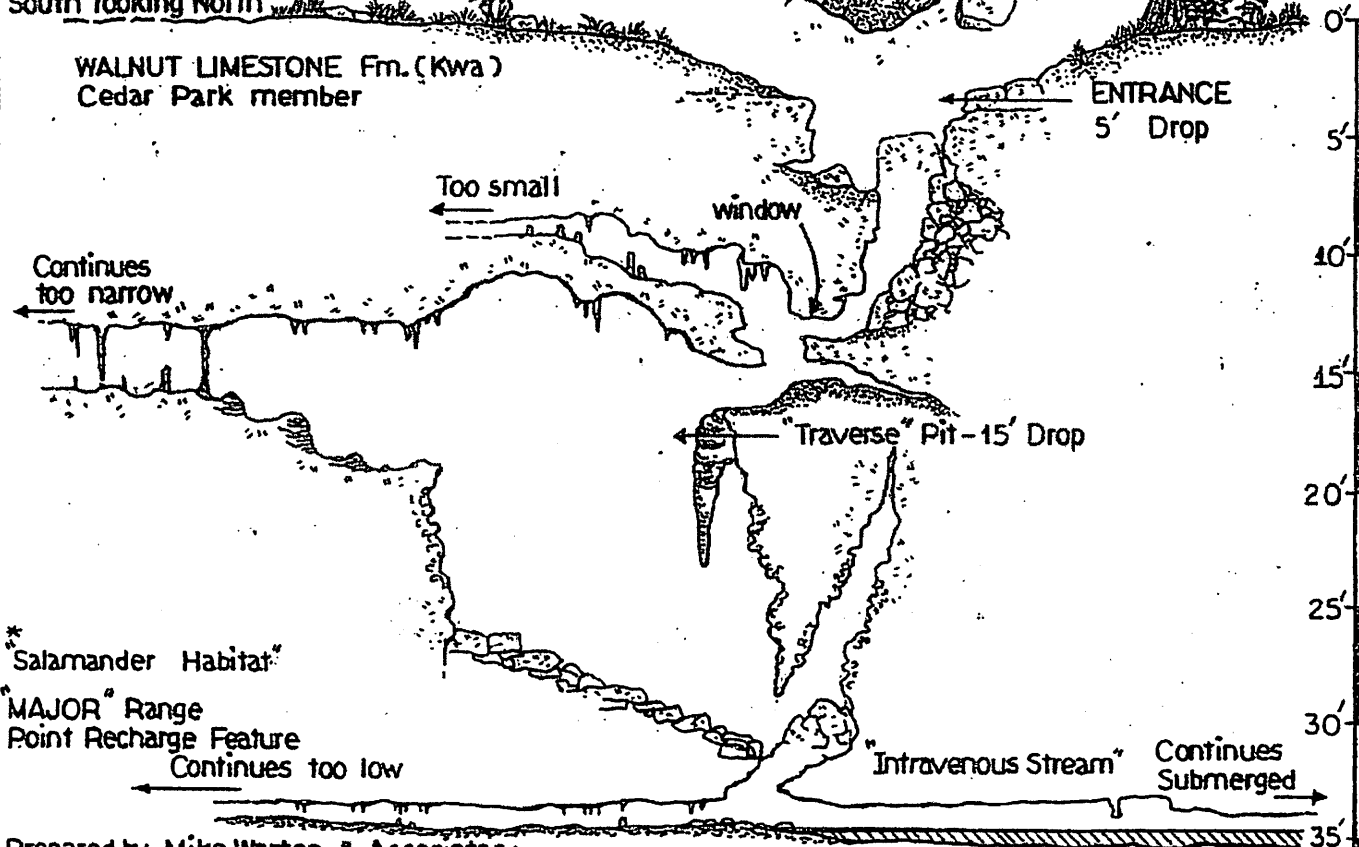 South looking North
0'
WALNUT LIMESTONE Fm. (Kwa)
Cedar Park member
ENTRANCE
5' Drop
5'
Too small
window
10'
Continues
too narrow
15'
"Traverse" Pit-15' Drop
20'
25'
*
"Salamander Habitat"
"MAJOR" Range
Point Recharge Feature
30'
"Intravenous Stream"
Continues
Submerged
Continues too low
35'
Prepared by Mike Warton & Associates